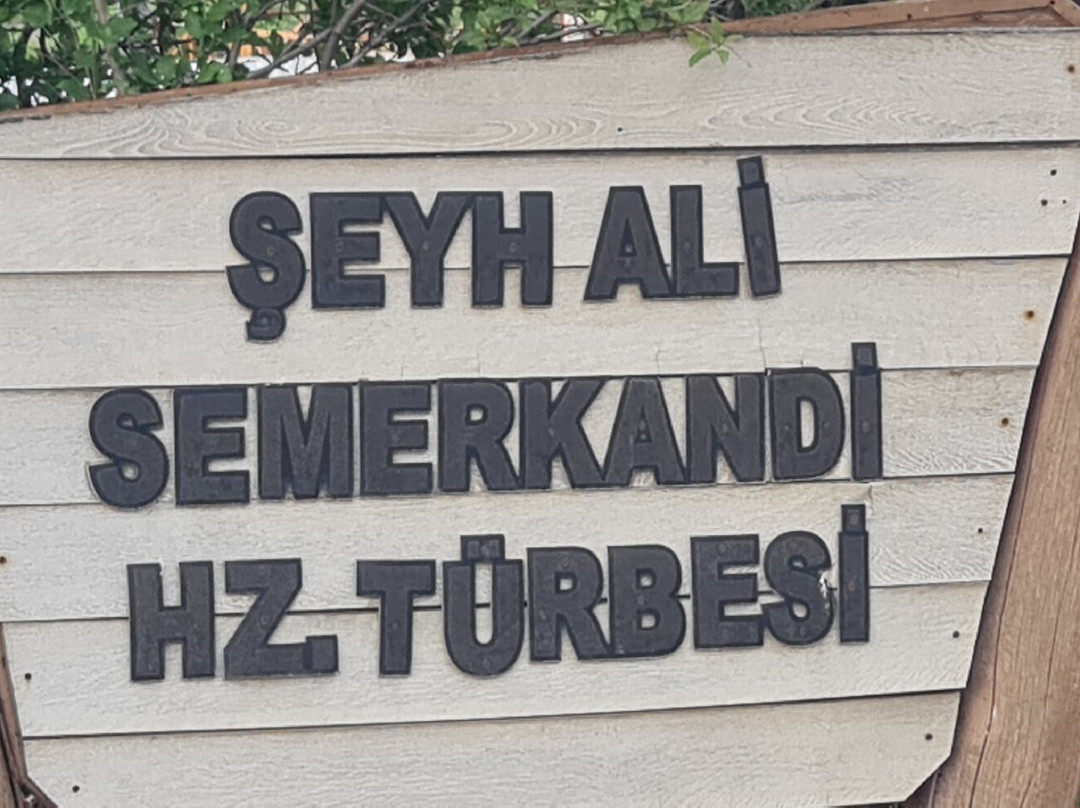 ŞEYH ALİ
SEMERKANDİ
HZ. TÜRBESİ